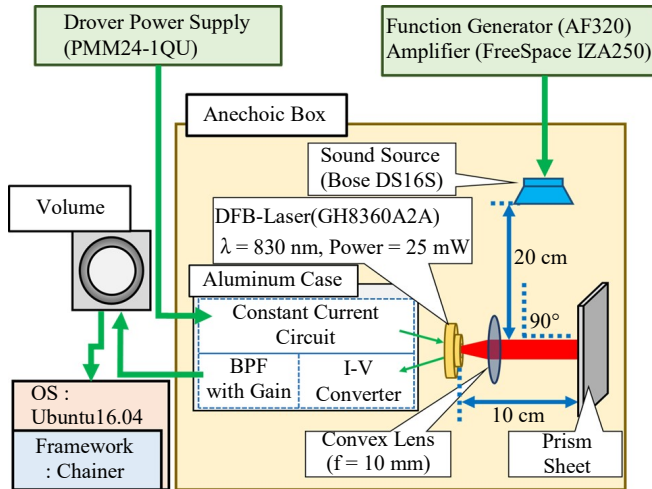 Drover Power Supply
(PMM24-1QU)
Function Generator (AF320)
Amplifier (FreeSpace IZA250)
Anechoic Box
Sound Source
(Bose DS16S)
Volume
DFB-Laser(GH8360A2A)
λ = 830 nm, Power = 25 mW
20 cm
Aluminum Case
Constant Current
Circuit
90°
BPF
with Gain
I-V
Converter
OS :
Ubuntu16.04
Framework
: Chainer
10 cm
Convex Lens
(f = 10 mm)
Prism
Sheet